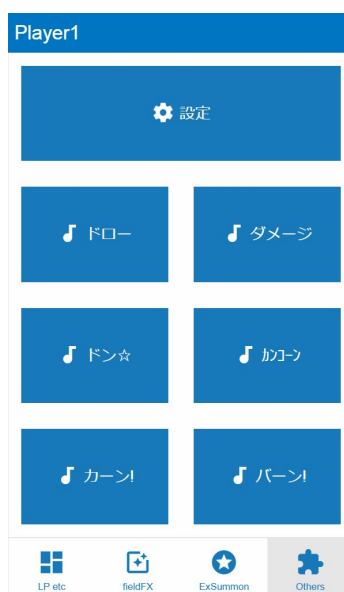 Player1
設定
ドロー
ダメージ
ドン☆
ｶﾝｺｰﾝ
カーン!
バーン!
LP etc
fieldFX
ExSummon
Others